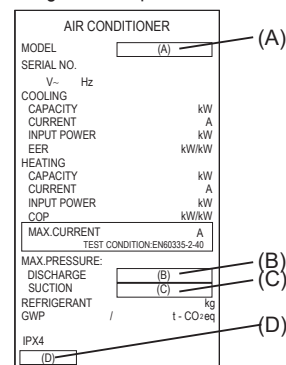 AIR CONDITIONER
MODEL (A) (A)
SERIAL NO.
V~ Hz
COOLING
CAPACITY kW
CURRENT A
INPUT POWER kW
EER kW/kW
HEATING
CAPACITY kW
CURRENT A
INPUT POWER kW
COP kW/kW
MAX.CURRENT A
TEST CONDITION:EN60335-2-40
MAX.PRESSURE:
DISCHARGE (B) (B)
SUCTION (C) (C)
REFRIGERANT kg
GWP / t - CO2eq
IPX4 (D)
(D)